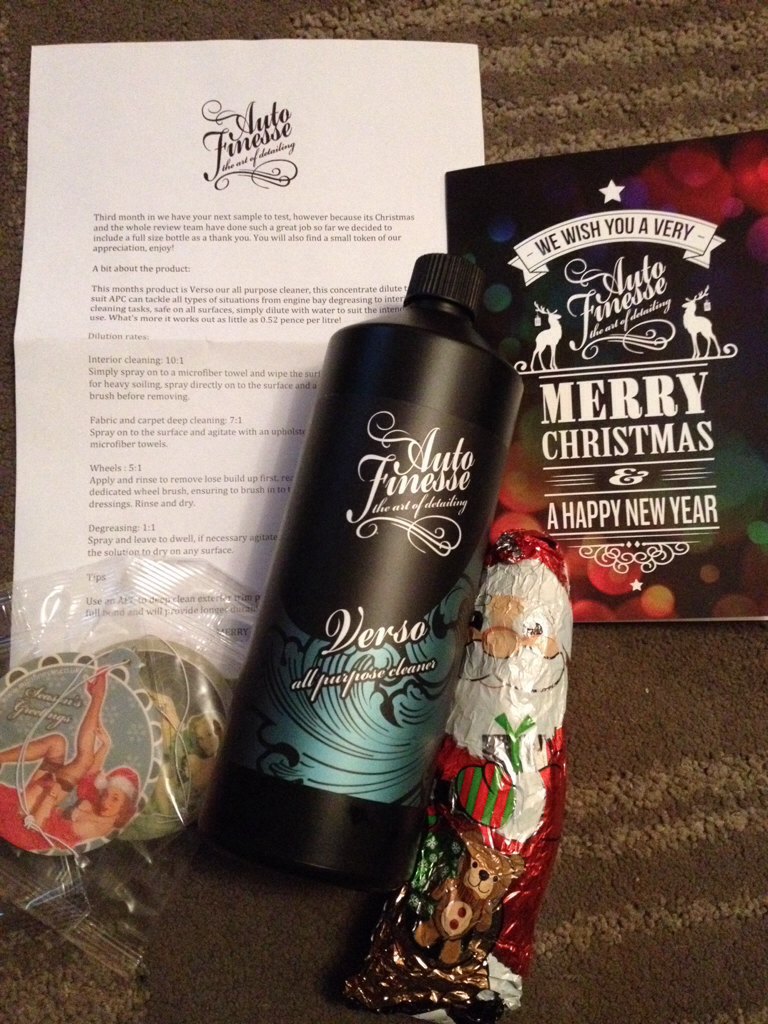 Auto
Finesse
the art of detailing
Third month in we have your next sample to test, however because its Christmas
and the whole review team have done such a great job so far we decided to
include a full size bottle as a thank you. You will also find a small token of our
appreciation, enjoy!
A bit about the product:
This months product is Verso our all purpose cleaner, this concentrate dilute
suit APC can tackle all types of situations from engine bay degreasing to
cleaning tasks, safe on all surfaces, simply dilute with water to suit the
use. What's more it works out as little as 0.52 pence per litre!
Dilution rates:
Interior cleaning: 10:1
Simply spray on to a microfiber towel and wipe the
for heavy soiling, spray directly on to the surface and
brush before removing.
Fabric and carpet deep cleaning: 7:1
Spray on to the surface and agitate with an
microfiber towels.
Wheels : 5:1
Apply and rinse to remove lose build up first,
dedicated wheel brush, ensuring to brush in to
dressings. Rinse and dry.
Degreasing: 1:1
Spray and leave to dwell, if necessary agitate
the solution to dry on any surface.
Tips
Use an APC to deep clean exterior trim
full bond and will provide longer
MERRY
WE WISH YOU A VERY
Auto
Finesse
the art of detailing
MERRY
CHRISTMAS
&
A HAPPY NEW YEAR
Auto
Finesse
the art of detailing
Verso
all purpose cleaner
Season's
Greetings